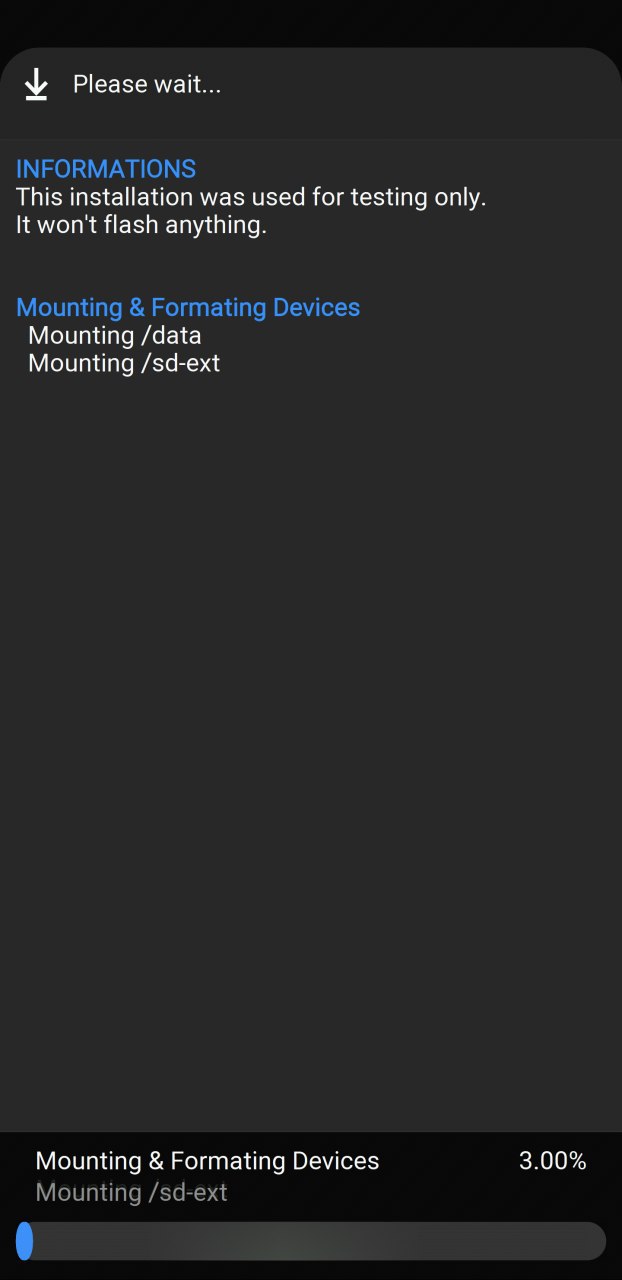 Please wait...
INFORMATIONS
This installation was used for testing only.
It won't flash anything.
Mounting & Formating Devices
Mounting /data
Mounting /sd-ext
Mounting & Formating Devices 3.00%
Mounting /sd-ext